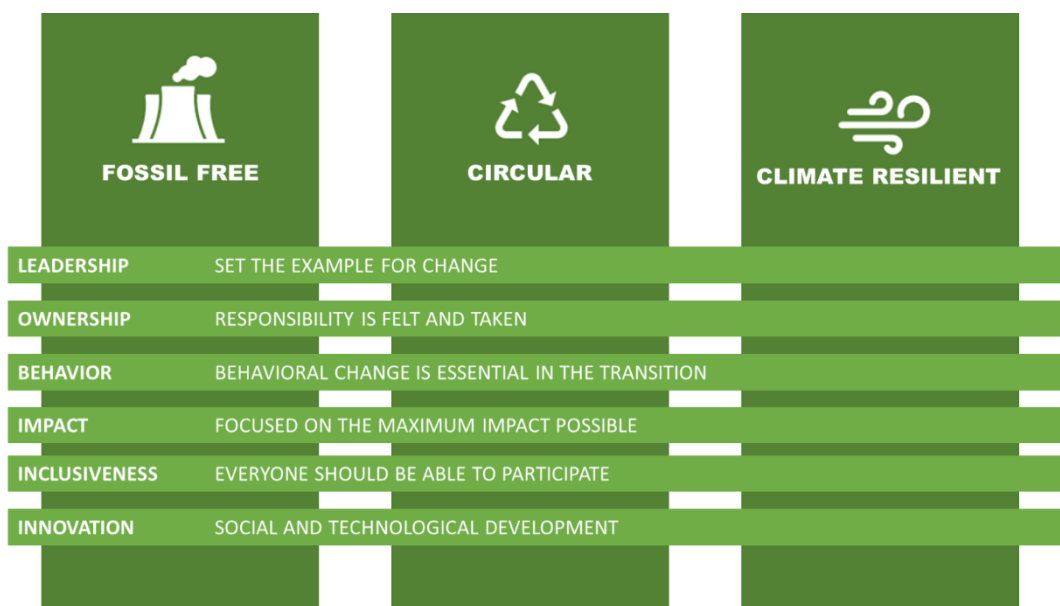 FOSSIL FREE
CIRCULAR
CLIMATE RESILIENT
LEADERSHIP SET THE EXAMPLE FOR CHANGE
OWNERSHIP RESPONSIBILITY IS FELT AND TAKEN
BEHAVIOR BEHAVIORAL CHANGE IS ESSENTIAL IN THE TRANSITION
IMPACT FOCUSED ON THE MAXIMUM IMPACT POSSIBLE
INCLUSIVENESS EVERYONE SHOULD BE ABLE TO PARTICIPATE
INNOVATION SOCIAL AND TECHNOLOGICAL DEVELOPMENT